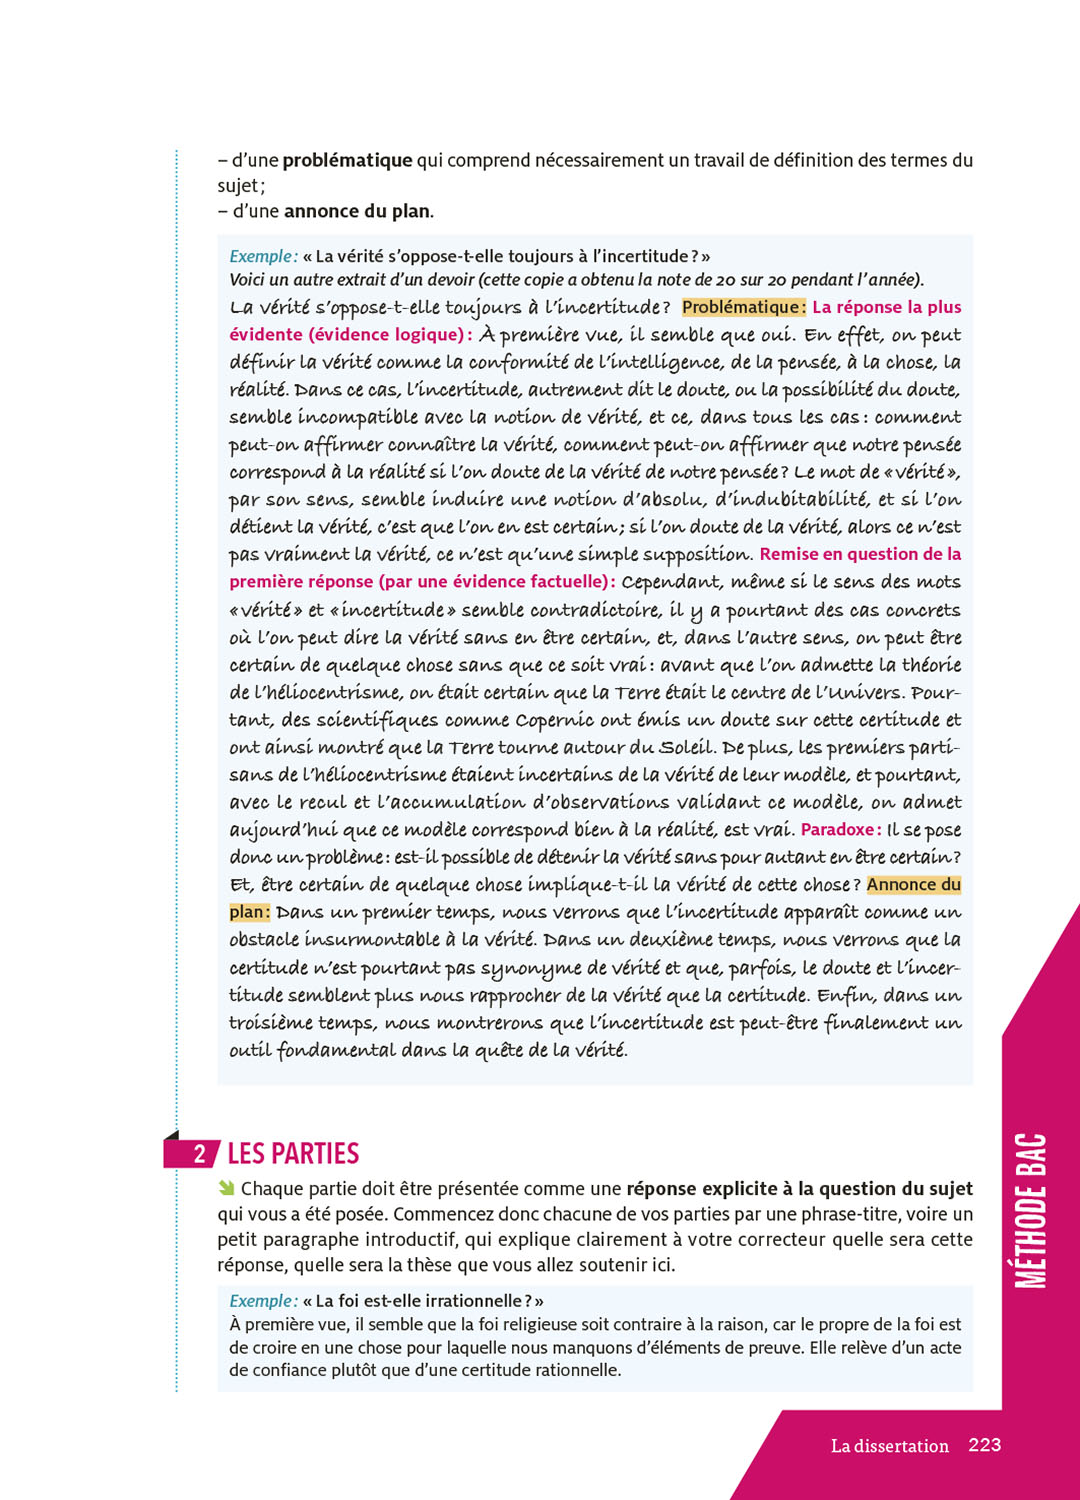 – d'une problématique qui comprend nécessairement un travail de définition des termes du
sujet ;
– d'une annonce du plan.
Exemple : « La vérité s'oppose-t-elle toujours à l'incertitude ? »
Voici un autre extrait d'un devoir (cette copie a obtenu la note de 20 sur 20 pendant l'année).
La vérité s'oppose-t-elle toujours à l'incertitude ? Problématique : La réponse la plus
évidente (évidence logique) : À première vue, il semble que oui. En effet, on peut
définir la vérité comme la conformité de l'intelligence, de la pensée, à la chose, la
réalité. Dans ce cas, l'incertitude, autrement dit le doute, ou la possibilité du doute,
semble incompatible avec la notion de vérité, et ce, dans tous les cas : comment
peut-on affirmer connaître la vérité, comment peut-on affirmer que notre pensée
correspond à la réalité si l'on doute de la vérité de notre pensée ? Le mot de « vérité »,
par son sens, semble induire une notion d'absolu, d'indubitabilité, et si l'on
détient la vérité, c'est que l'on en est certain ; si l'on doute de la vérité, alors ce n'est
pas vraiment la vérité, ce n'est qu'une simple supposition. Remise en question de la
première réponse (par une évidence factuelle) : Cependant, même si le sens des mots
« vérité » et « incertitude » semble contradictoire, il y a pourtant des cas concrets
où l'on peut dire la vérité sans en être certain, et, dans l'autre sens, on peut être
certain de quelque chose sans que ce soit vrai : avant que l'on admette la théorie
de l'héliocentrisme, on était certain que la Terre était le centre de l'Univers. Pour-
tant, des scientifiques comme Copernic ont émis un doute sur cette certitude et
ont ainsi montré que la Terre tourne autour du Soleil. De plus, les premiers parti-
sans de l'héliocentrisme étaient incertains de la vérité de leur modèle, et pourtant,
avec le recul et l'accumulation d'observations validant ce modèle, on admet
aujourd'hui que ce modèle correspond bien à la réalité, est vrai. Paradoxe : Il se pose
donc un problème : est-il possible de détenir la vérité sans pour autant en être certain ?
Et, être certain de quelque chose implique-t-il la vérité de cette chose ? Annonce du
plan : Dans un premier temps, nous verrons que l'incertitude apparaît comme un
obstacle insurmontable à la vérité. Dans un deuxième temps, nous verrons que la
certitude n'est pourtant pas synonyme de vérité et que, parfois, le doute et l'incer-
titude semblent plus nous rapprocher de la vérité que la certitude. Enfin, dans un
troisième temps, nous montrerons que l'incertitude est peut-être finalement un
outil fondamental dans la quête de la vérité.
2 LES PARTIES
Chaque partie doit être présentée comme une réponse explicite à la question du sujet
qui vous a été posée. Commencez donc chacune de vos parties par une phrase-titre, voire un
petit paragraphe introductif, qui explique clairement à votre correcteur quelle sera cette
réponse, quelle sera la thèse que vous allez soutenir ici.
Exemple : « La foi est-elle irrationnelle ? »
À première vue, il semble que la foi religieuse soit contraire à la raison, car le propre de la foi est
de croire en une chose pour laquelle nous manquons d'éléments de preuve. Elle relève d'un acte
de confiance plutôt que d'une certitude rationnelle.
MÉTHODE BAC
La dissertation 223